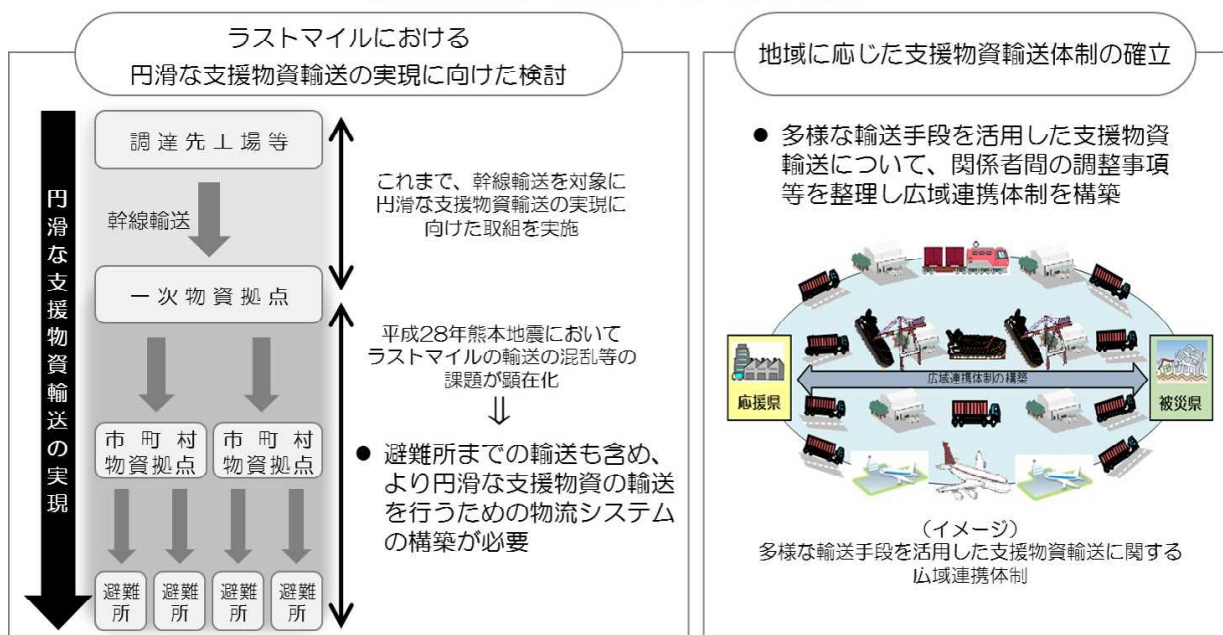 ラストマイルにおける
円滑な支援物資輸送の実現に向けた検討
円滑な支援物資輸送の実現
調達先工場等
幹線輸送
一次物資拠点
市町村
物資拠点
市町村
物資拠点
避難
所
避難
所
避難
所
避難
所
これまで、幹線輸送を対象に
円滑な支援物資輸送の実現に
向けた取組を実施
平成28年熊本地震において
ラストマイルの輸送の混乱等の
課題が顕在化
⇓
● 避難所までの輸送も含め、
より円滑な支援物資の輸送
を行うための物流システム
の構築が必要
地域に応じた支援物資輸送体制の確立
● 多様な輸送手段を活用した支援物資
輸送について、関係者間の調整事項
等を整理し広域連携体制を構築
応援県
広域連携体制の構築
被災県
（イメージ）
多様な輸送手段を活用した支援物資輸送に関する
広域連携体制